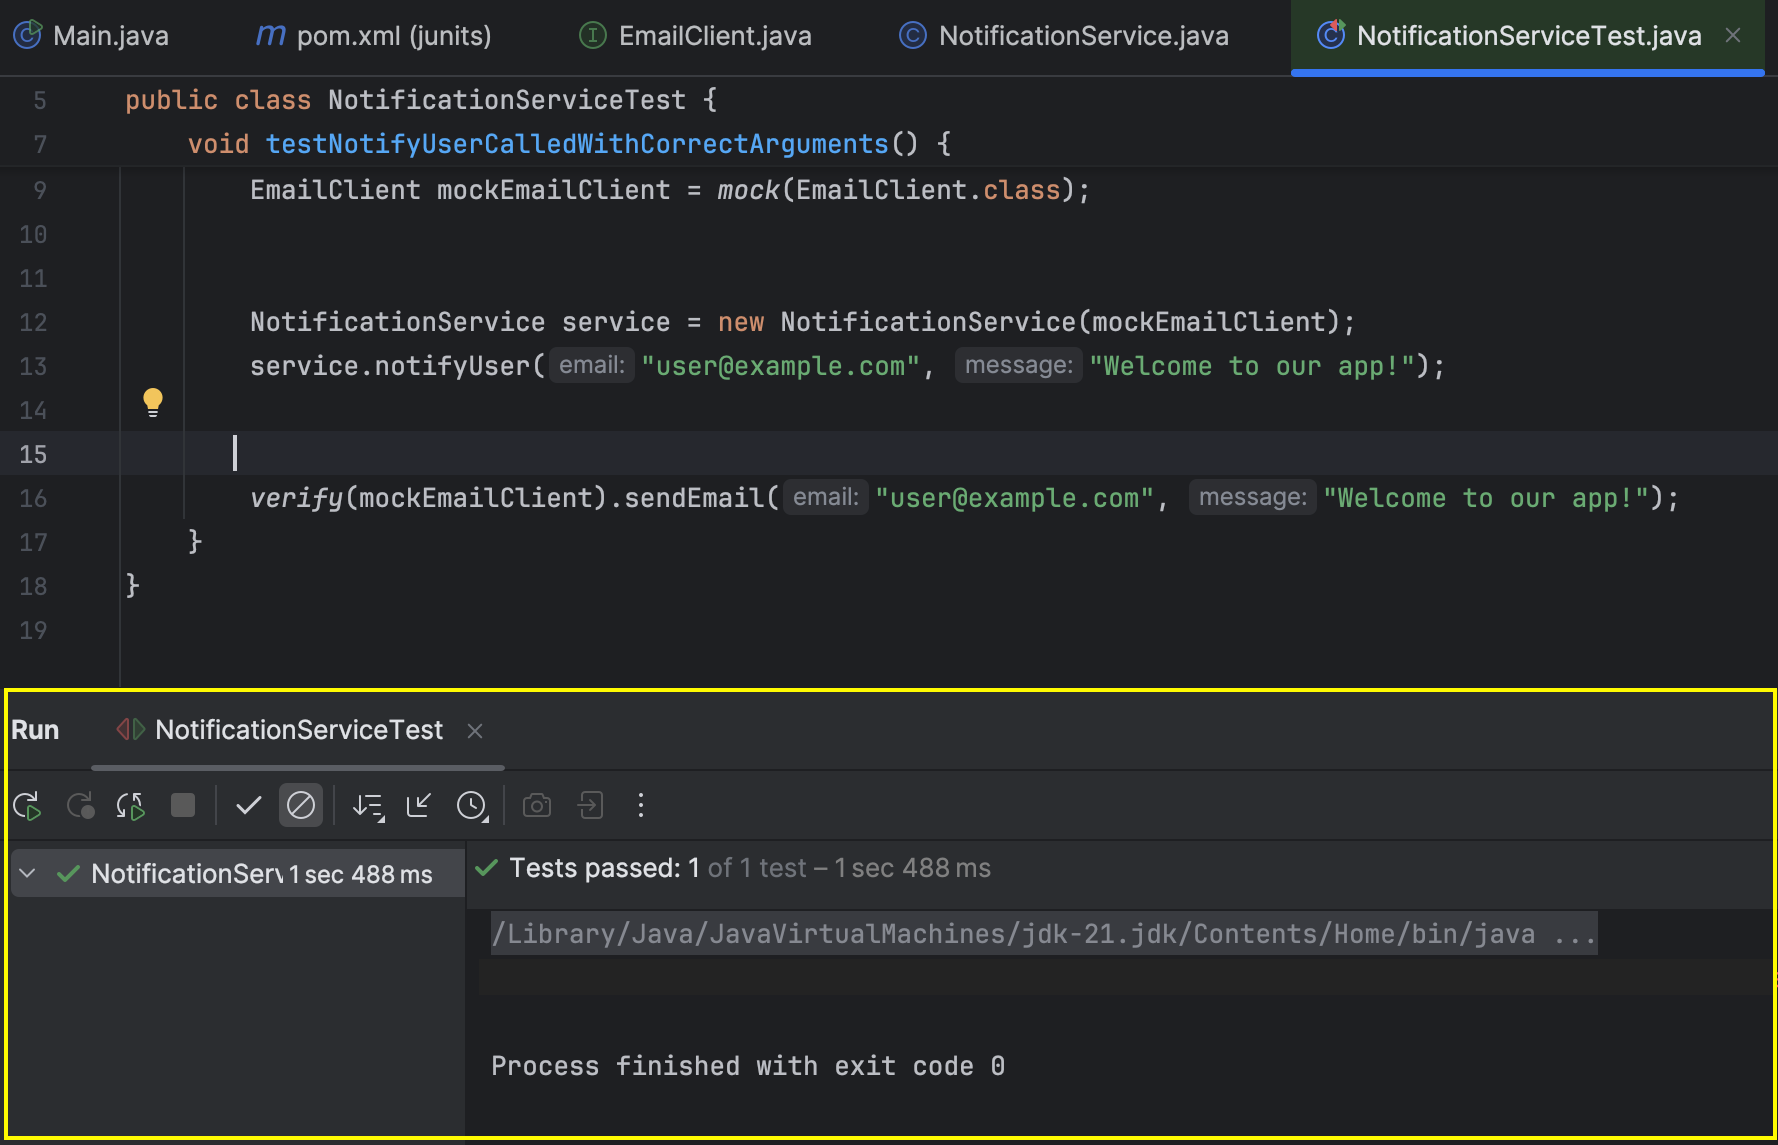 Main.java pom.xml (junits) EmailClient.java NotificationService.java NotificationServiceTest.java
5 public class NotificationServiceTest {
7 void testNotifyUserCalledWithCorrectArguments() {
9 EmailClient mockEmailClient = mock(EmailClient.class);
10
11
12 NotificationService service = new NotificationService(mockEmailClient);
13 service.notifyUser( email: "user@example.com", message: "Welcome to our app!");
14
15
16 verify(mockEmailClient).sendEmail( email: "user@example.com", message: "Welcome to our app!");
17 }
18 }
19
Run NotificationServiceTest
NotificationServ 1 sec 488 ms
Tests passed: 1 of 1 test – 1 sec 488 ms
/Library/Java/JavaVirtualMachines/jdk-21.jdk/Contents/Home/bin/java ...
Process finished with exit code 0